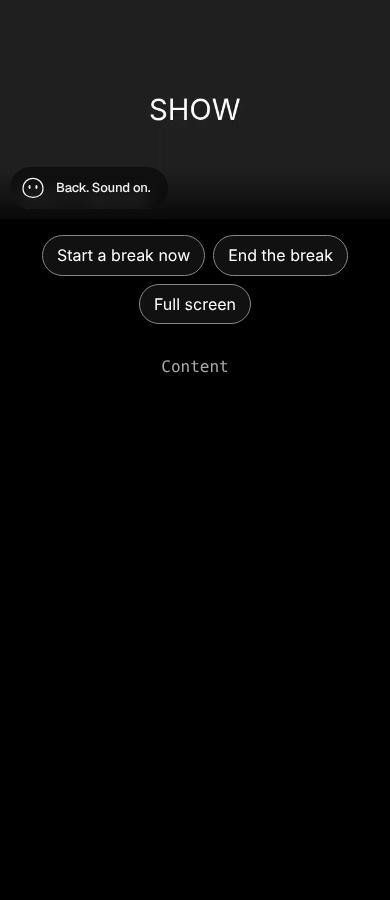 SHOW
Back. Sound on.
Start a break now
End the break
Full screen
Content